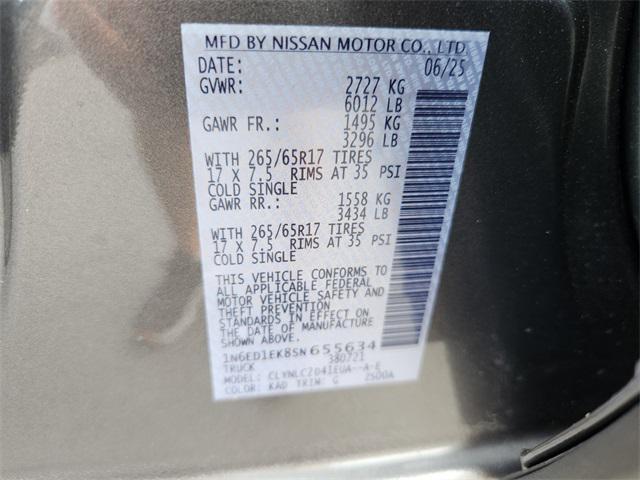 MFD BY NISSAN MOTOR CO., LTD.
DATE: 06/25
GVWR: 2727 KG
6012 LB
GAWR FR.: 1495 KG
3296 LB
WITH 265/65R17 TIRES
17 X 7.5 RIMS AT 35 PSI
COLD SINGLE
GAWR RR.: 1558 KG
3434 LB
WITH 265/65R17 TIRES
17 X 7.5 RIMS AT 35 PSI
COLD SINGLE
THIS VEHICLE CONFORMS TO
ALL APPLICABLE FEDERAL
MOTOR VEHICLE SAFETY AND
THEFT PREVENTION
STANDARDS IN EFFECT ON
THE DATE OF MANUFACTURE
SHOWN ABOVE.
1N6ED1EK8SN655634
TRUCK 380721
MODEL: CLYNLC2D41EUA--A-E
COLOR: KAD TRIM: G 2500A